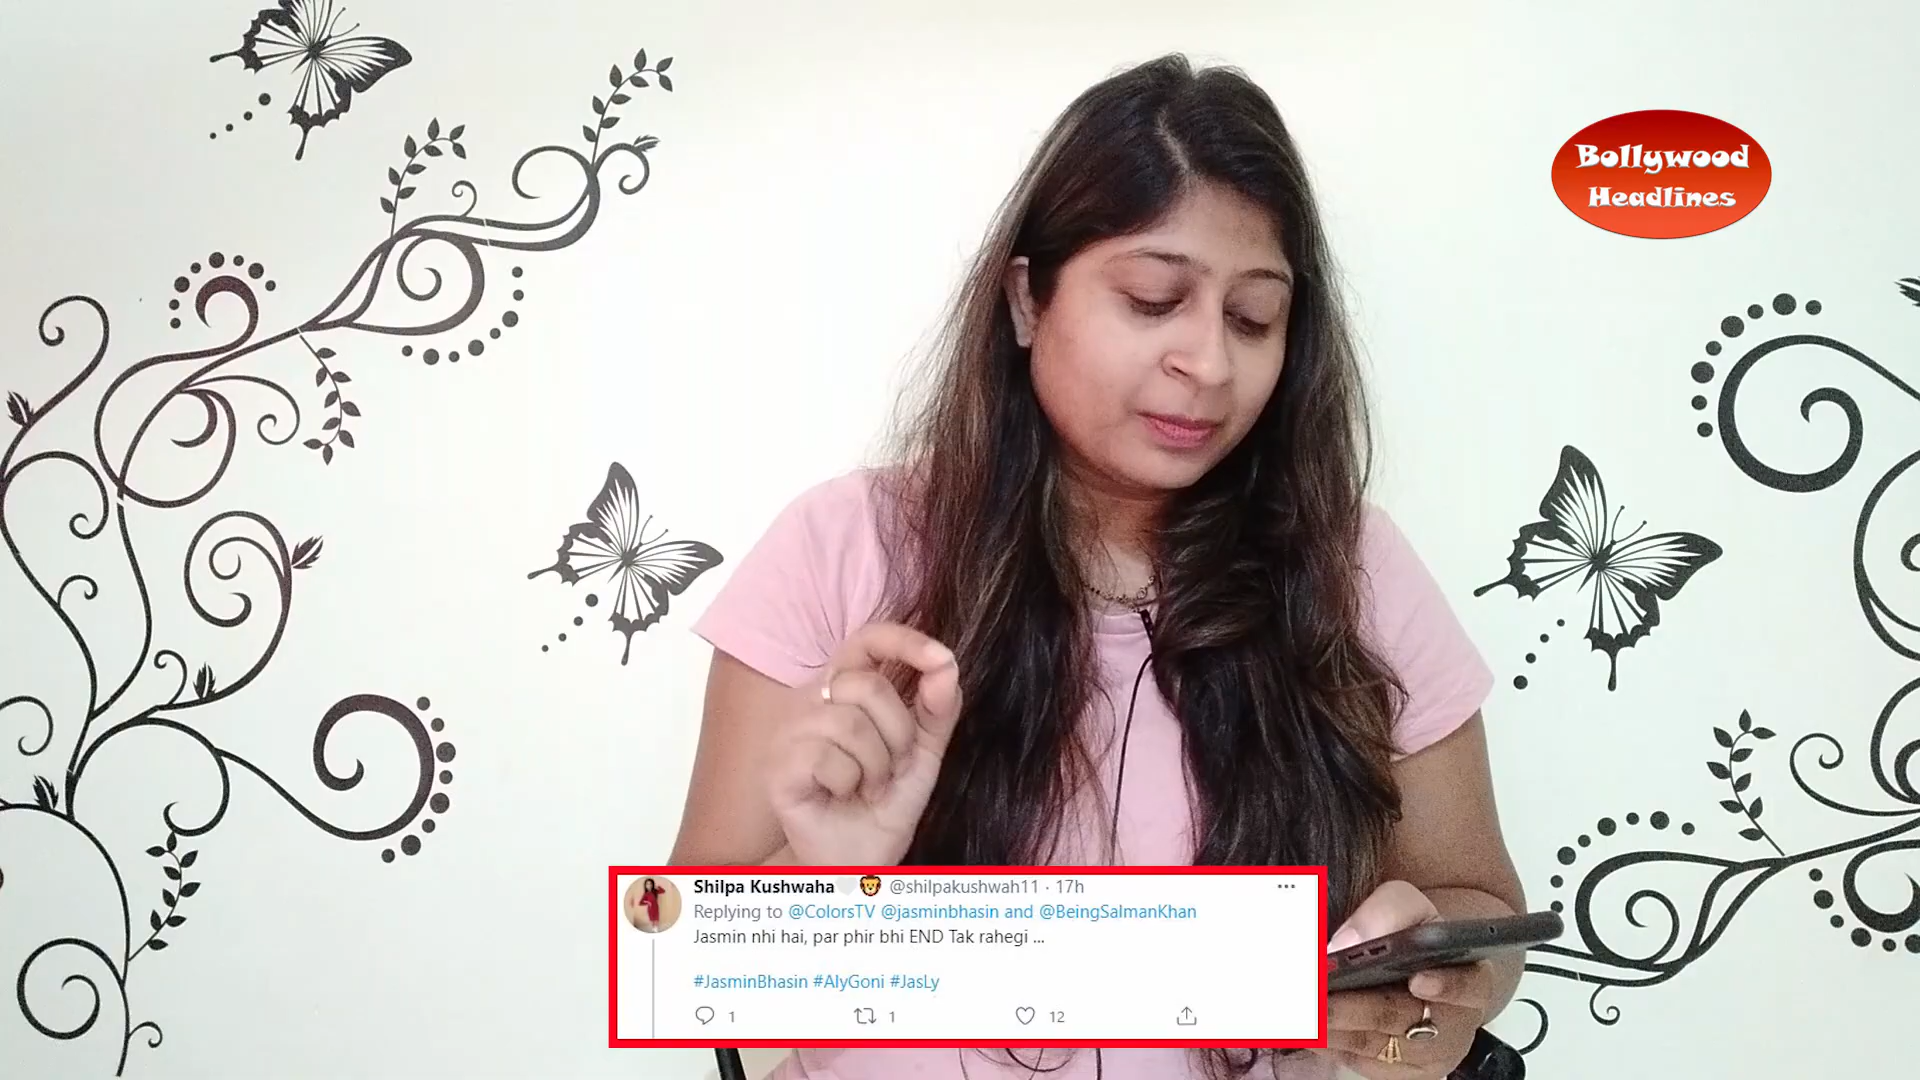 Bollywood
Headlines
Shilpa Kushwaha 🤍🦁 @shilpakushwah11 · 17h
Replying to @ColorsTV @jasminbhasin and @BeingSalmanKhan
Jasmin nhi hai, par phir bhi END Tak rahegi ...
#JasminBhasin #AlyGoni #JasLy
1 1 12